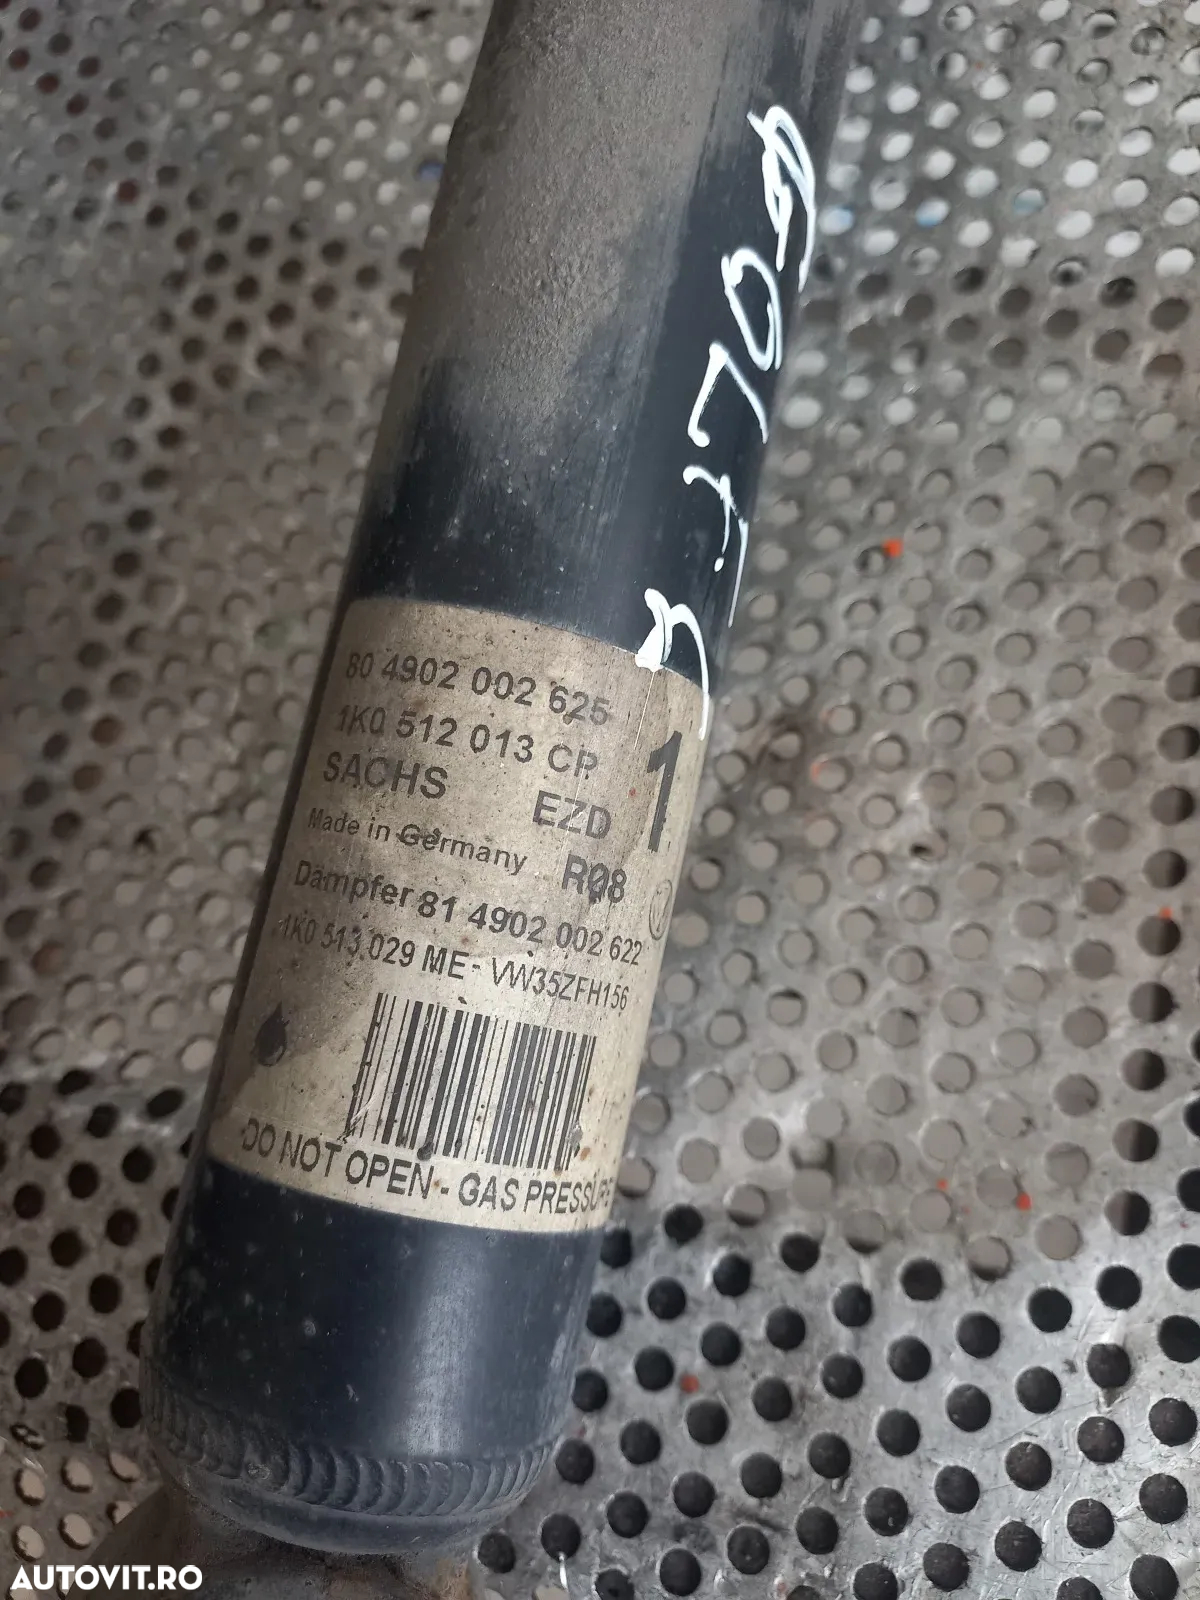 GOLF 6
80 4902 002 625
1K0 512 013 CP
1
SACHS EZD
Made in Germany R08
Dämpfer 81 4902 002 622
1K0 513 029 ME - VW35ZFH156
DO NOT OPEN - GAS PRESSURE
AUTOVIT.RO